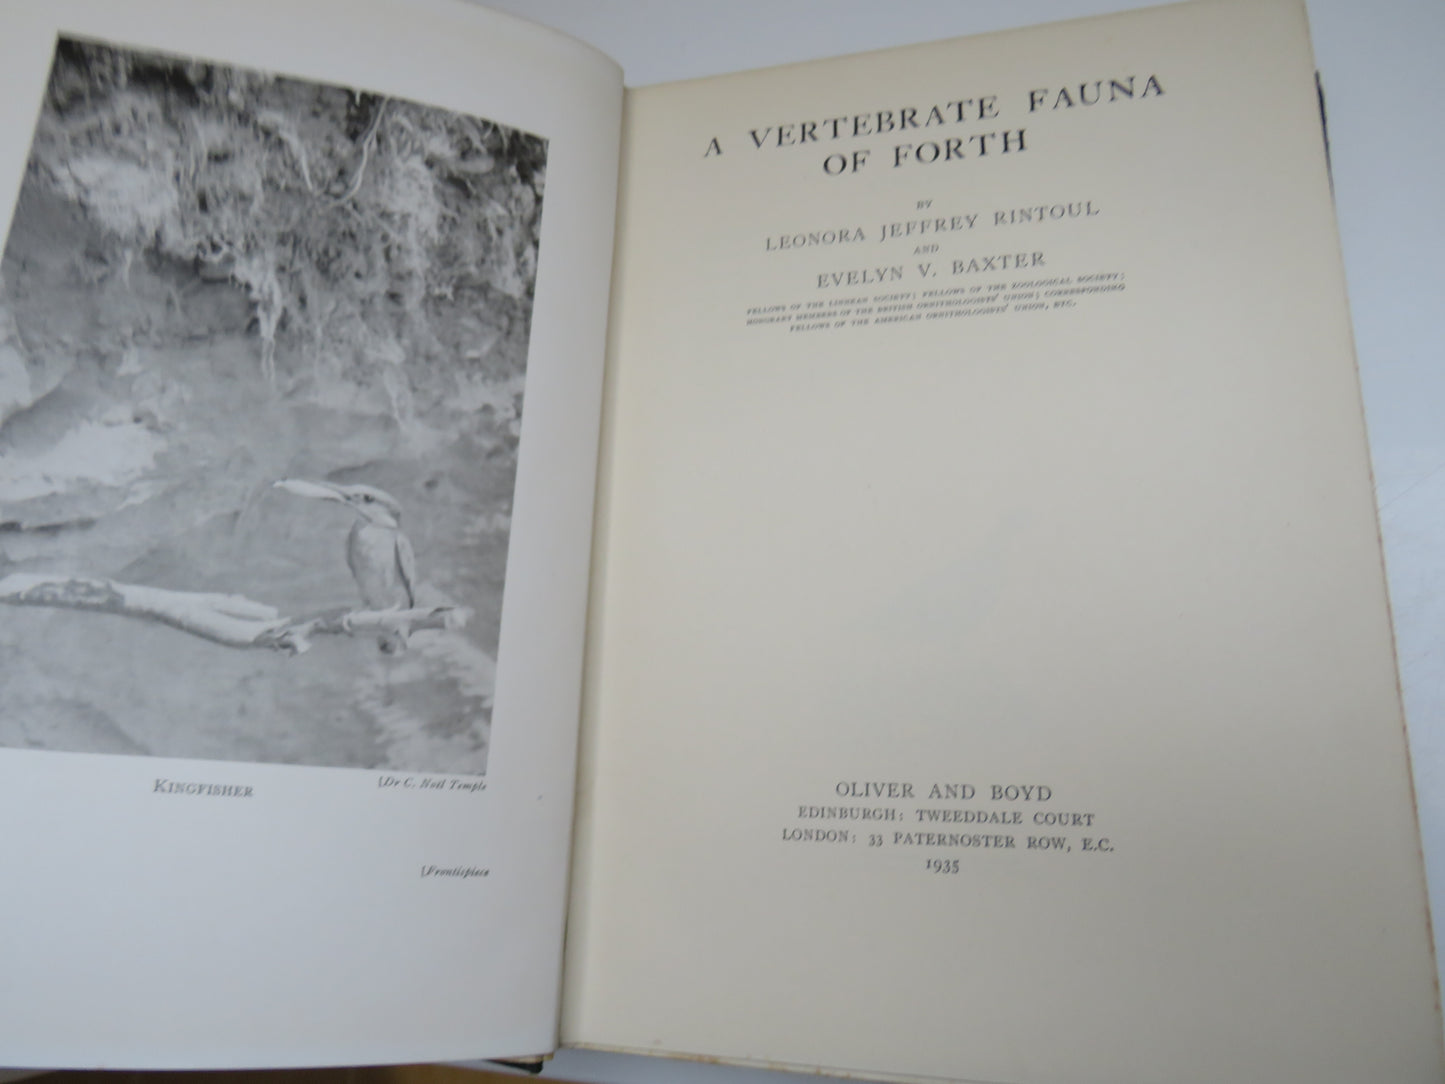 KINGFISHER
[Dr C. Noel Temple
[Frontispiece
A VERTEBRATE FAUNA
OF FORTH
BY
LEONORA JEFFREY RINTOUL
AND
EVELYN V. BAXTER
FELLOWS OF THE LINNEAN SOCIETY; FELLOWS OF THE ZOOLOGICAL SOCIETY;
HONORARY MEMBERS OF THE BRITISH ORNITHOLOGISTS' UNION; CORRESPONDING
FELLOWS OF THE AMERICAN ORNITHOLOGISTS' UNION, ETC.
OLIVER AND BOYD
EDINBURGH: TWEEDDALE COURT
LONDON: 33 PATERNOSTER ROW, E.C.
1935